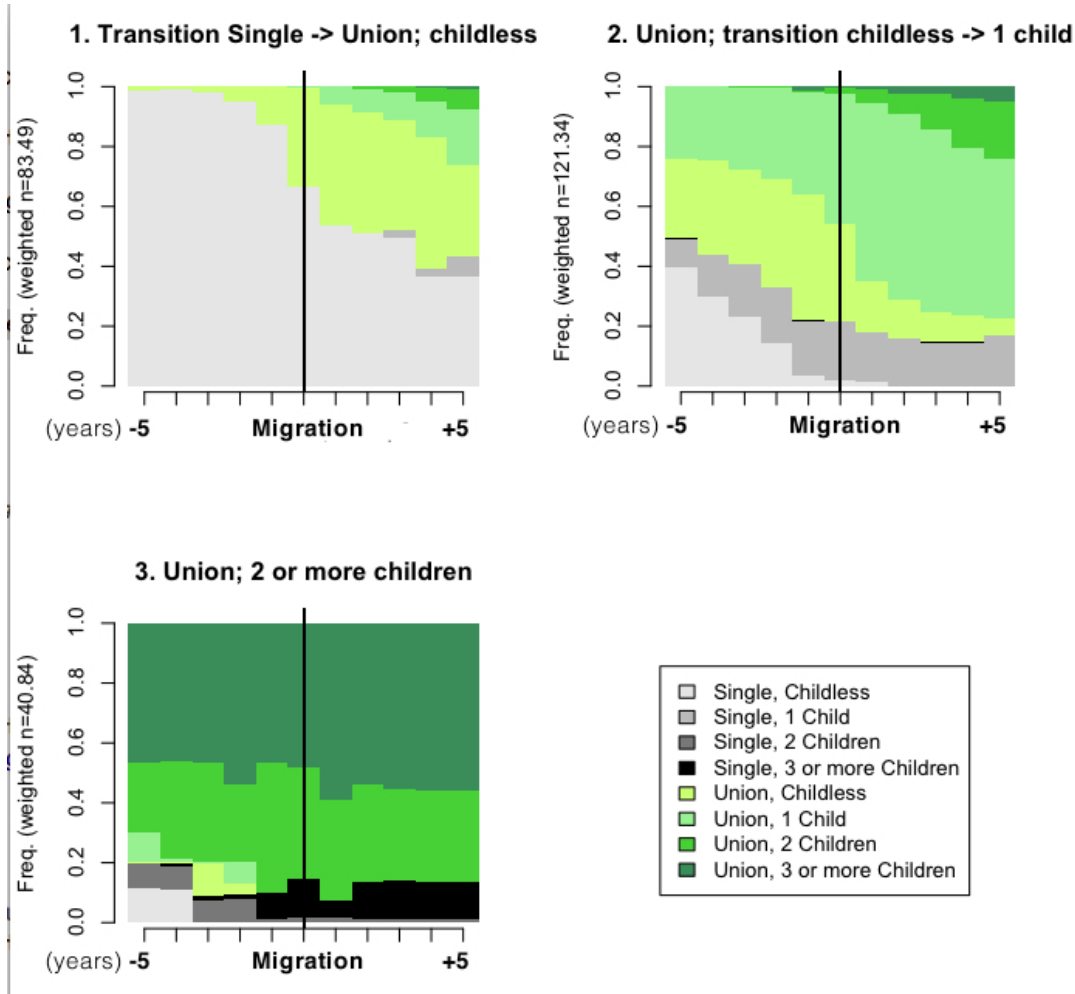 1. Transition Single -> Union; childless
Freq. (weighted n=83.49)
1.0
0.8
0.6
0.4
0.2
0.0
(years) -5 Migration +5
2. Union; transition childless -> 1 child
Freq. (weighted n=121.34)
1.0
0.8
0.6
0.4
0.2
0.0
(years) -5 Migration +5
3. Union; 2 or more children
Freq. (weighted n=40.84)
1.0
0.8
0.6
0.4
0.2
0.0
(years) -5 Migration +5
Single, Childless
Single, 1 Child
Single, 2 Children
Single, 3 or more Children
Union, Childless
Union, 1 Child
Union, 2 Children
Union, 3 or more Children